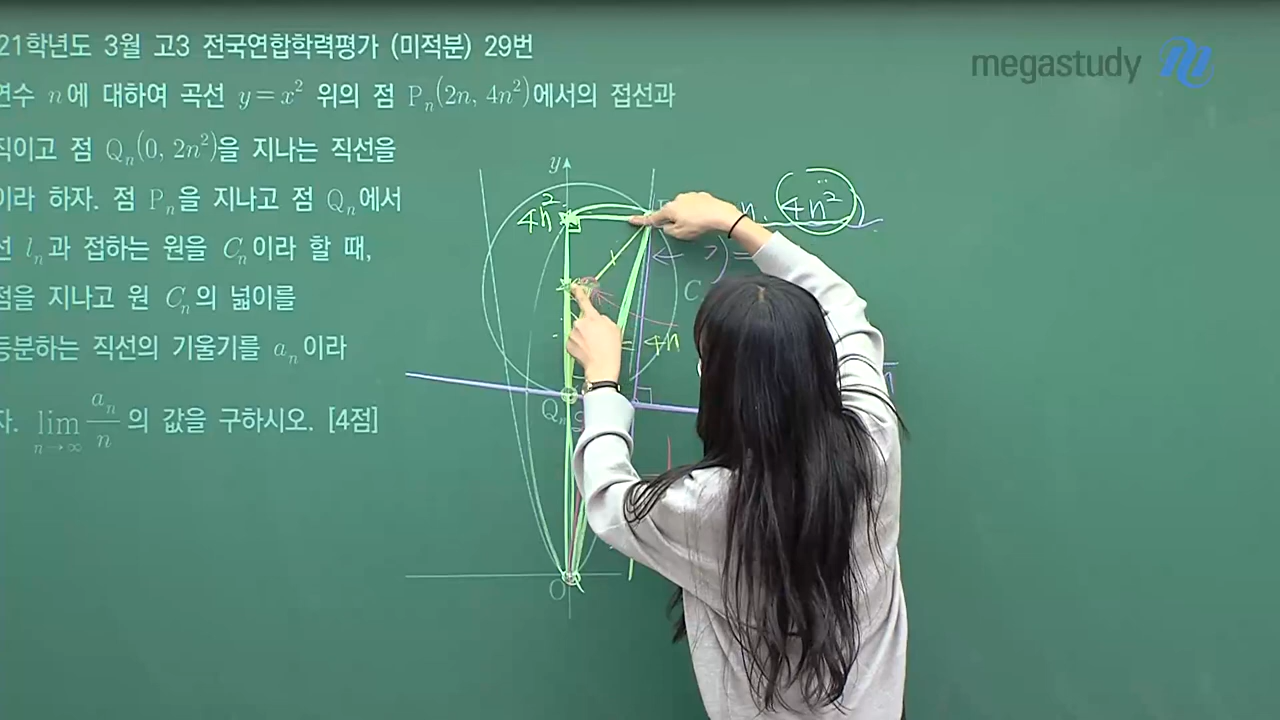 21학년도 3월 고3 전국연합학력평가 (미적분) 29번
megastudy
연수 n에 대하여 곡선 y=x² 위의 점 Pₙ(2n, 4n²)에서의 접선과
직이고 점 Qₙ(0, 2n²)을 지나는 직선을
이라 하자. 점 Pₙ을 지나고 점 Qₙ에서
선 lₙ과 접하는 원을 Cₙ이라 할 때,
점을 지나고 원 Cₙ의 넓이를
등분하는 직선의 기울기를 aₙ이라
자. lim n→∞ aₙ/n 의 값을 구하시오. [4점]
y
4n²
n, 4n²)
C
= 4n
Qₙ
O